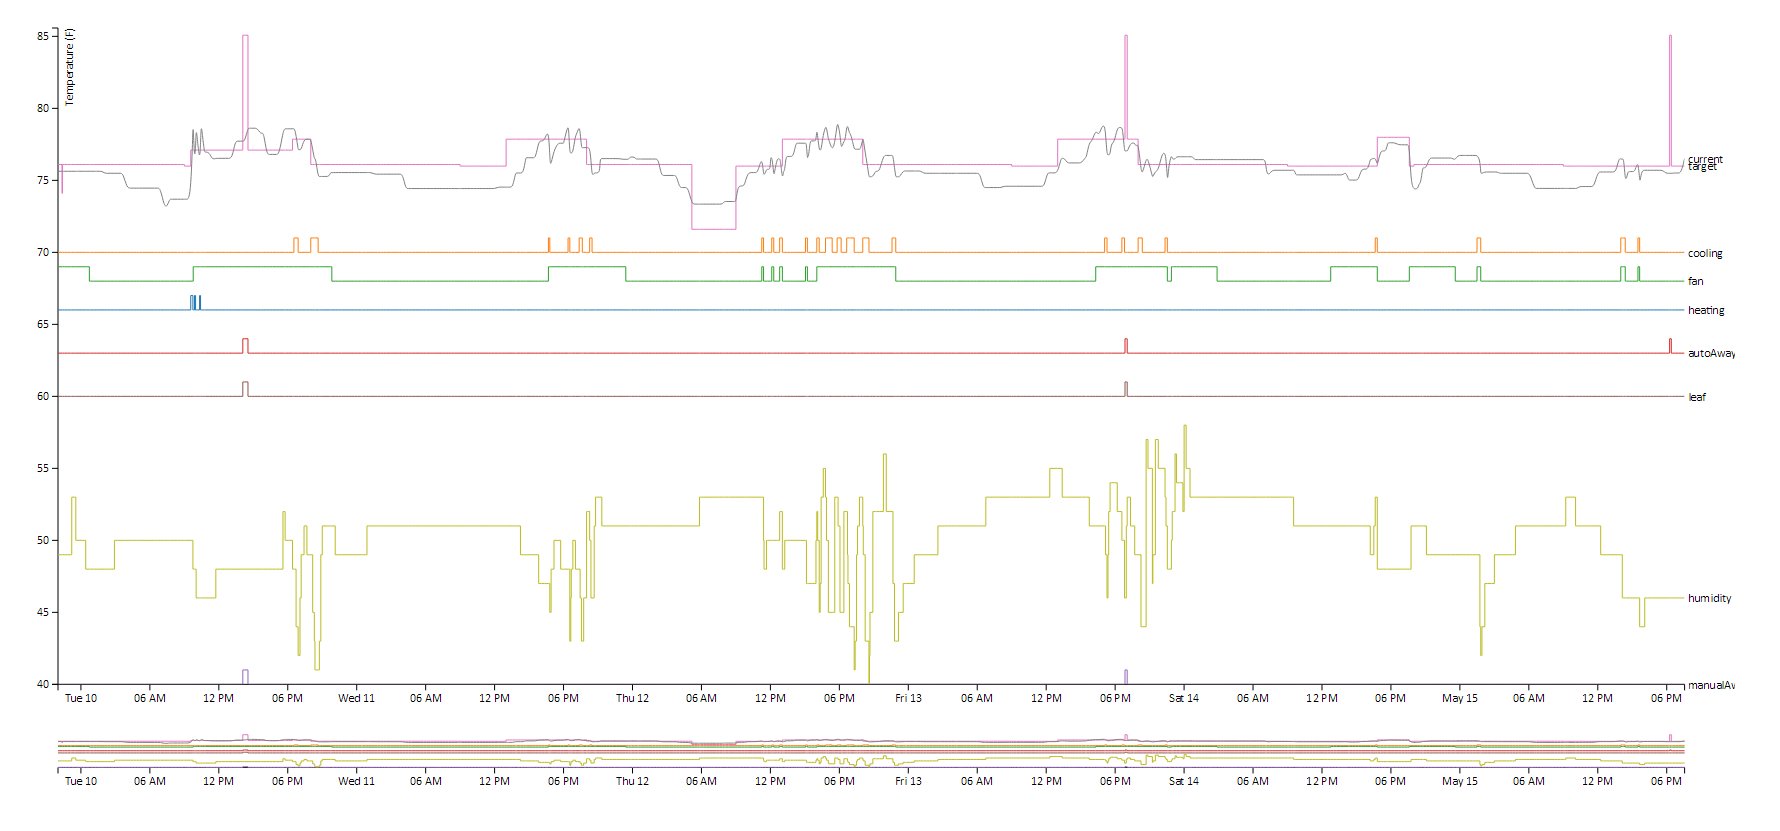 Temperature (F)
85
80
75
70
65
60
55
50
45
40
current
target
cooling
fan
heating
autoAway
leaf
humidity
manualAv
Tue 10 06 AM 12 PM 06 PM Wed 11 06 AM 12 PM 06 PM Thu 12 06 AM 12 PM 06 PM Fri 13 06 AM 12 PM 06 PM Sat 14 06 AM 12 PM 06 PM May 15 06 AM 12 PM 06 PM
Tue 10 06 AM 12 PM 06 PM Wed 11 06 AM 12 PM 06 PM Thu 12 06 AM 12 PM 06 PM Fri 13 06 AM 12 PM 06 PM Sat 14 06 AM 12 PM 06 PM May 15 06 AM 12 PM 06 PM